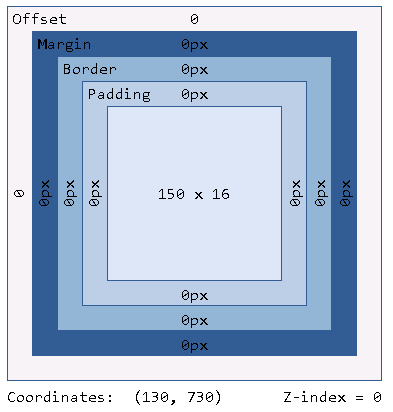 Offset 0
Margin 0px
Border 0px
Padding 0px
0 0px 0px 0px 150 x 16 0px 0px 0px
0px
0px
0px
Coordinates: (130, 730) Z-index = 0